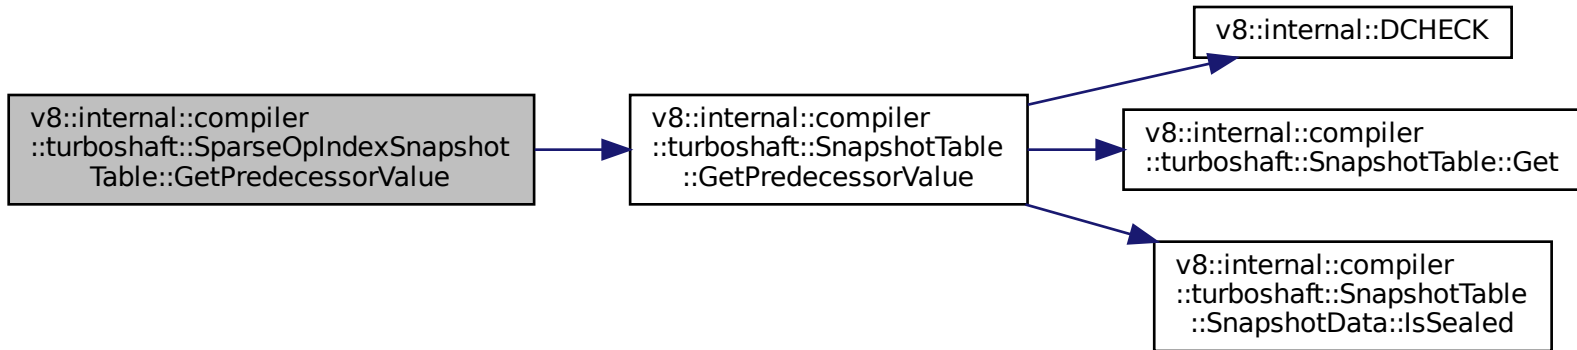 v8::internal::compiler
::turboshaft::SparseOpIndexSnapshot
Table::GetPredecessorValue
v8::internal::compiler
::turboshaft::SnapshotTable
::GetPredecessorValue
v8::internal::DCHECK
v8::internal::compiler
::turboshaft::SnapshotTable::Get
v8::internal::compiler
::turboshaft::SnapshotTable
::SnapshotData::IsSealed